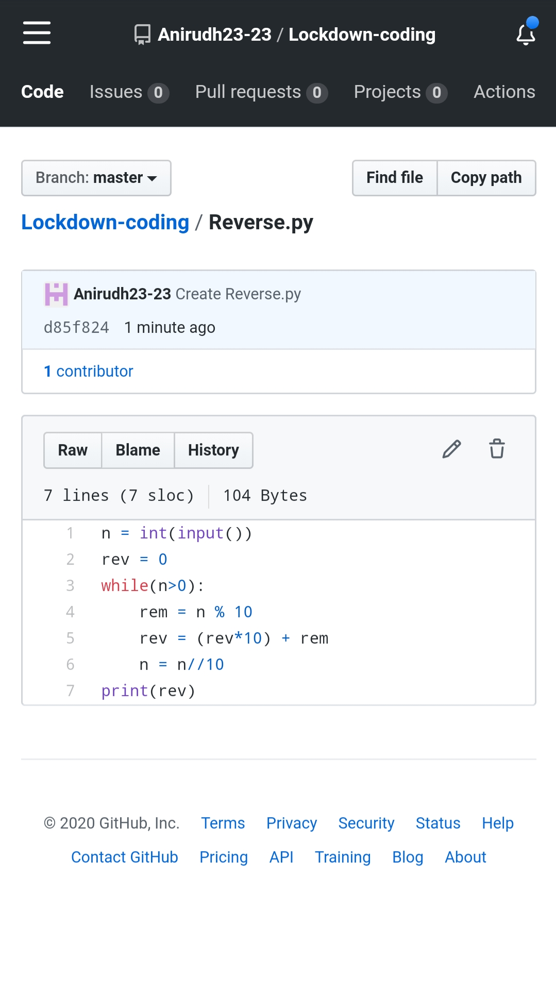 Anirudh23-23 / Lockdown-coding
Code Issues 0 Pull requests 0 Projects 0 Actions
Branch: master Find file Copy path
Lockdown-coding / Reverse.py
Anirudh23-23 Create Reverse.py
d85f824 1 minute ago
1 contributor
Raw Blame History
7 lines (7 sloc) 104 Bytes
1 n = int(input())
2 rev = 0
3 while(n>0):
4     rem = n % 10
5     rev = (rev*10) + rem
6     n = n//10
7 print(rev)
© 2020 GitHub, Inc. Terms Privacy Security Status Help
Contact GitHub Pricing API Training Blog About